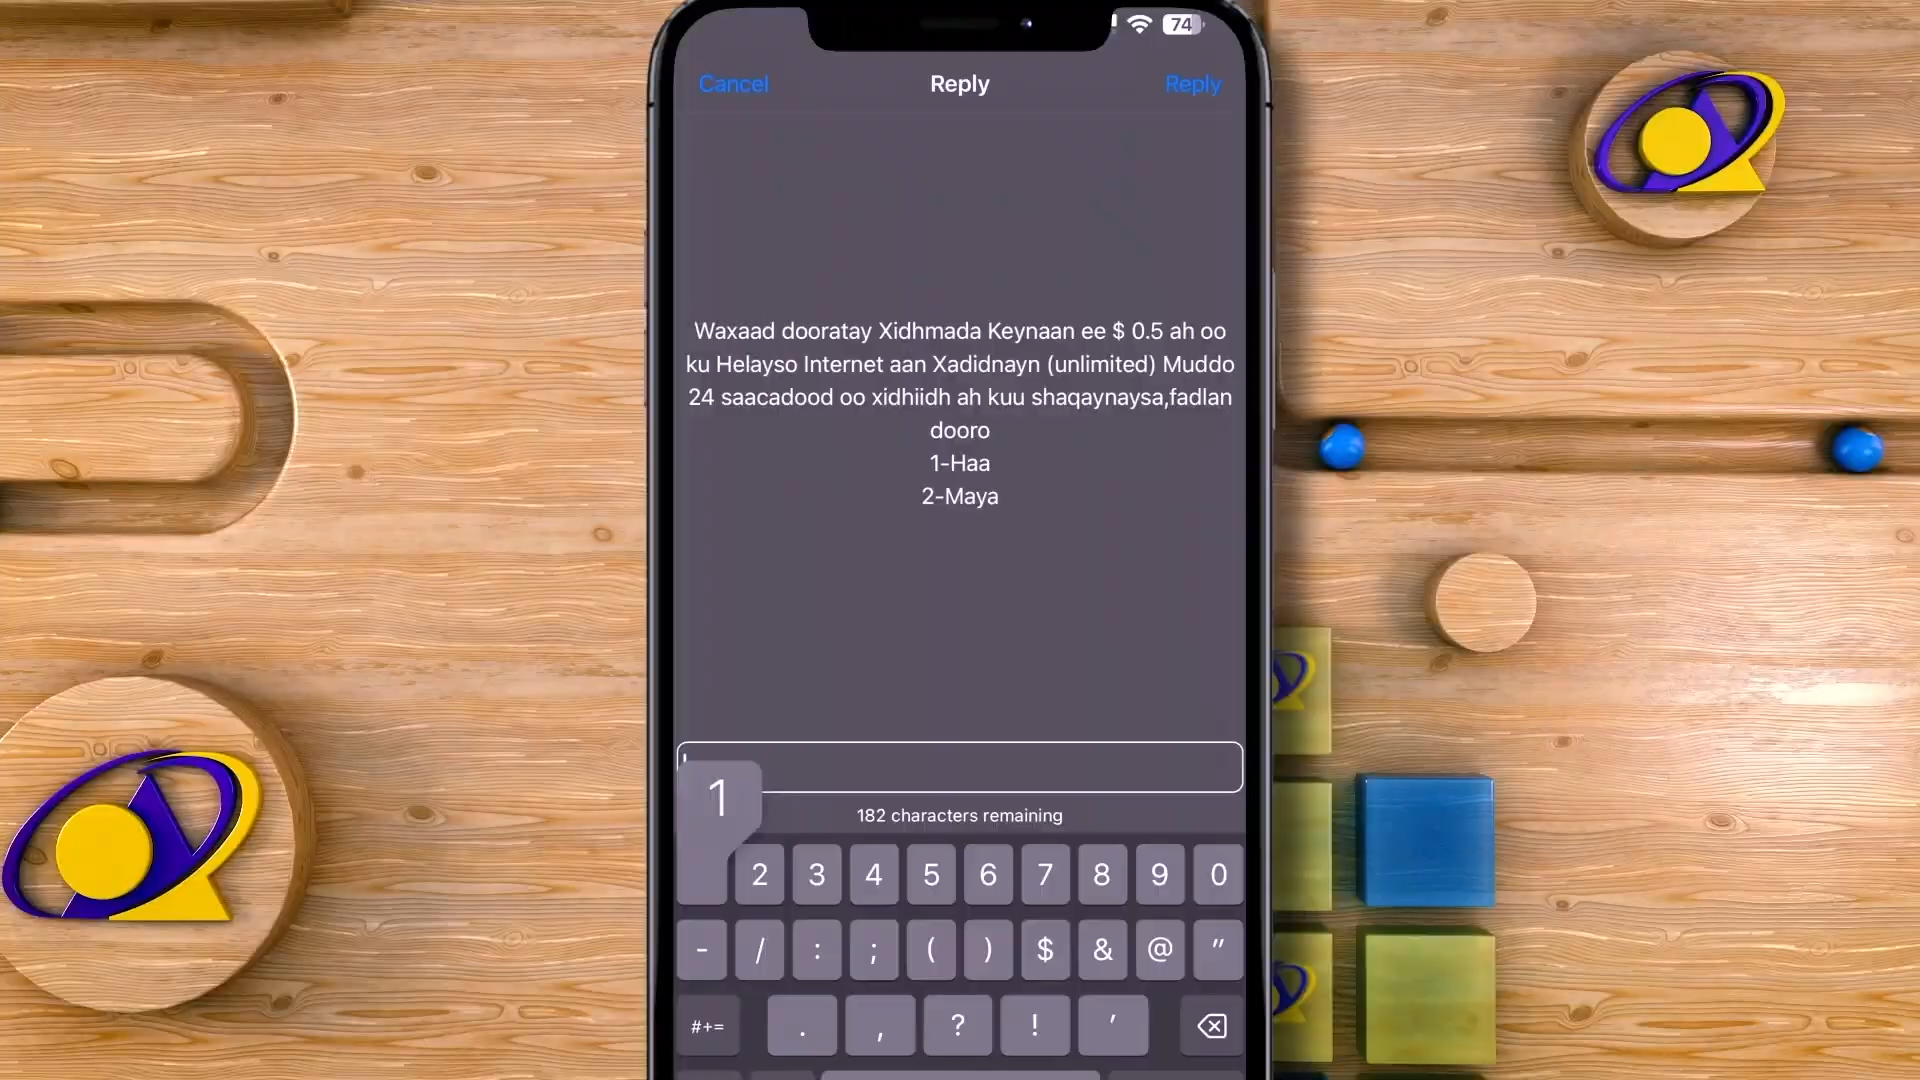 74
Cancel
Reply
Reply
Waxaad dooratay Xidhmada Keynaan ee $ 0.5 ah oo
ku Helayso Internet aan Xadidnayn (unlimited) Muddo
24 saacadood oo xidhiidh ah kuu shaqaynaysa,fadlan
dooro
1-Haa
2-Maya
1
182 characters remaining
2 3 4 5 6 7 8 9 0
- / : ; ( ) $ & @ "
#+= . , ? ! '